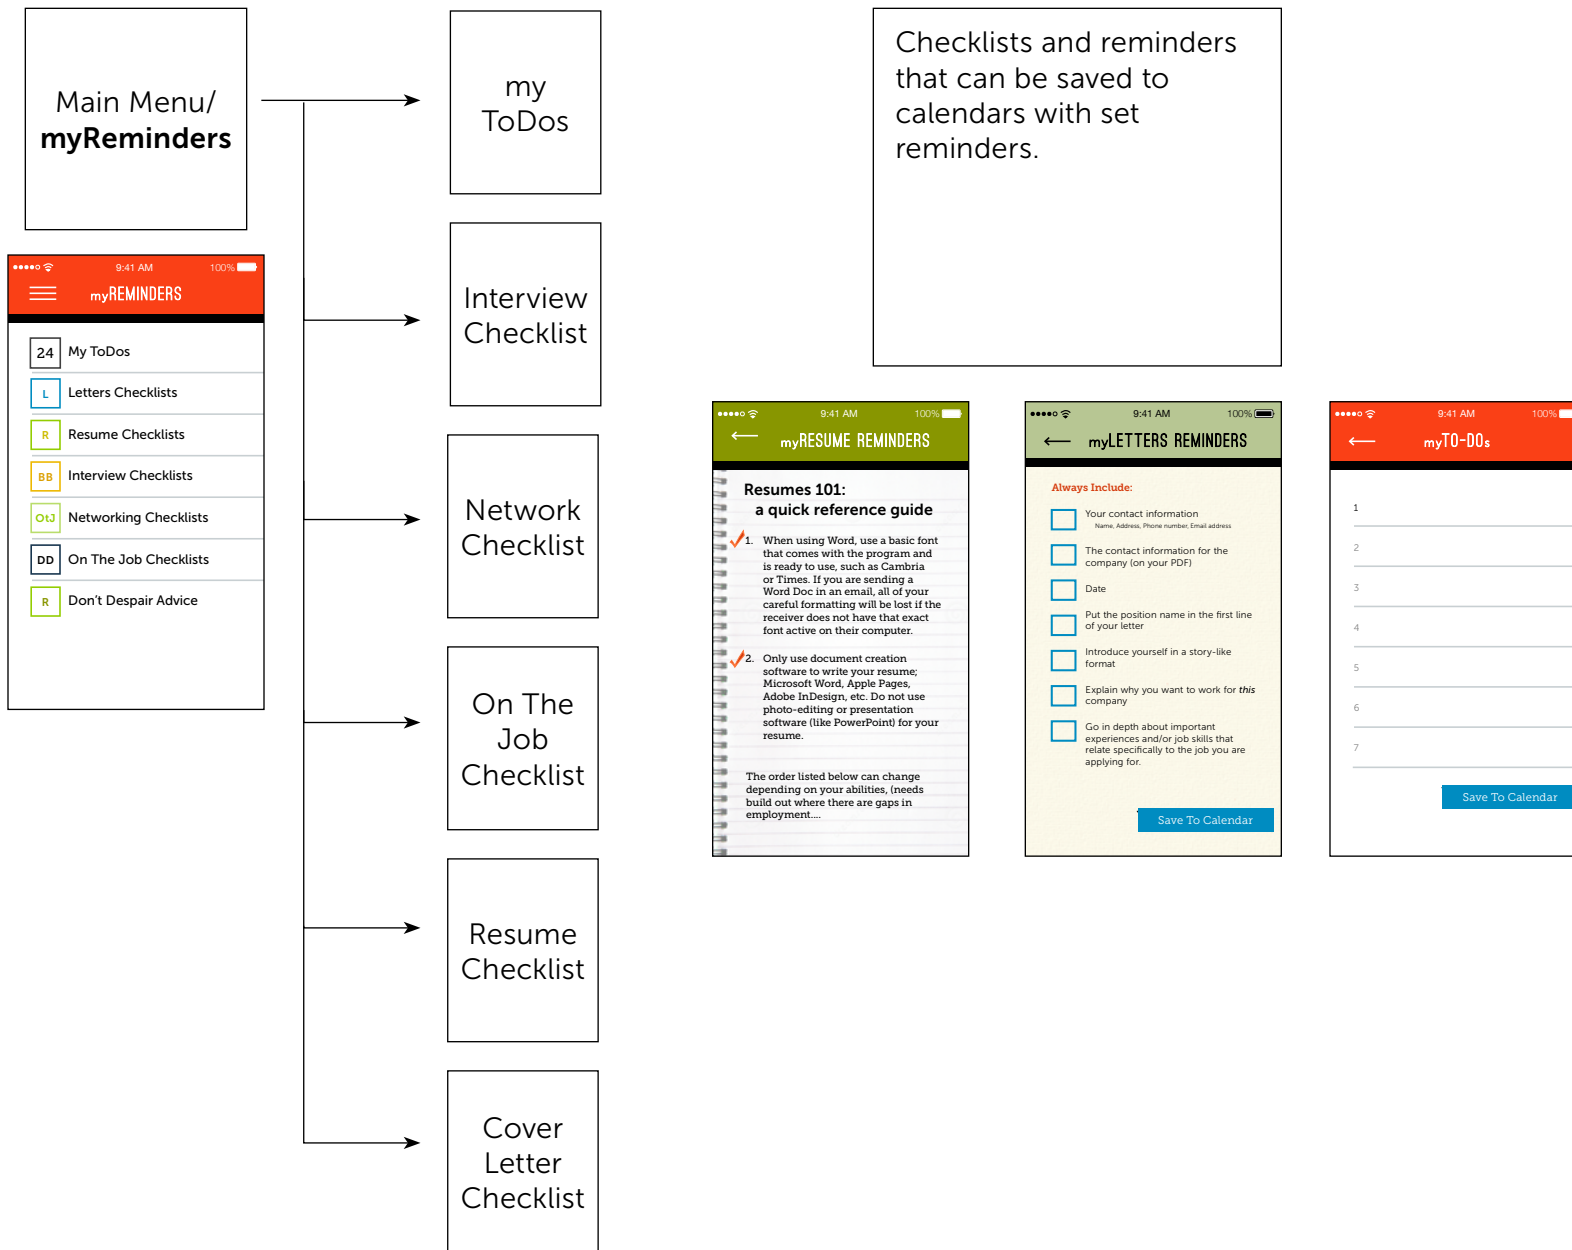 Main Menu/
myReminders
my
ToDos
Interview
Checklist
Network
Checklist
On The
Job
Checklist
Resume
Checklist
Cover
Letter
Checklist
Checklists and reminders
that can be saved to
calendars with set
reminders.
9:41 AM 100%
myREMINDERS
24 My ToDos
L Letters Checklists
R Resume Checklists
BB Interview Checklists
OtJ Networking Checklists
DD On The Job Checklists
R Don't Despair Advice
9:41 AM 100%
myRESUME REMINDERS
Resumes 101:
a quick reference guide
1. When using Word, use a basic font
that comes with the program and
is ready to use, such as Cambria
or Times. If you are sending a
Word Doc in an email, all of your
careful formatting will be lost if the
receiver does not have that exact
font active on their computer.
2. Only use document creation
software to write your resume;
Microsoft Word, Apple Pages,
Adobe InDesign, etc. Do not use
photo-editing or presentation
software (like PowerPoint) for your
resume.
The order listed below can change
depending on your abilities, (needs
build out where there are gaps in
employment....
9:41 AM 100%
myLETTERS REMINDERS
Always Include:
Your contact information
Name, Address, Phone number, Email address
The contact information for the
company (on your PDF)
Date
Put the position name in the first line
of your letter
Introduce yourself in a story-like
format
Explain why you want to work for this
company
Go in depth about important
experiences and/or job skills that
relate specifically to the job you are
applying for.
Save To Calendar
9:41 AM 100%
myTO-DOs
1
2
3
4
5
6
7
Save To Calendar